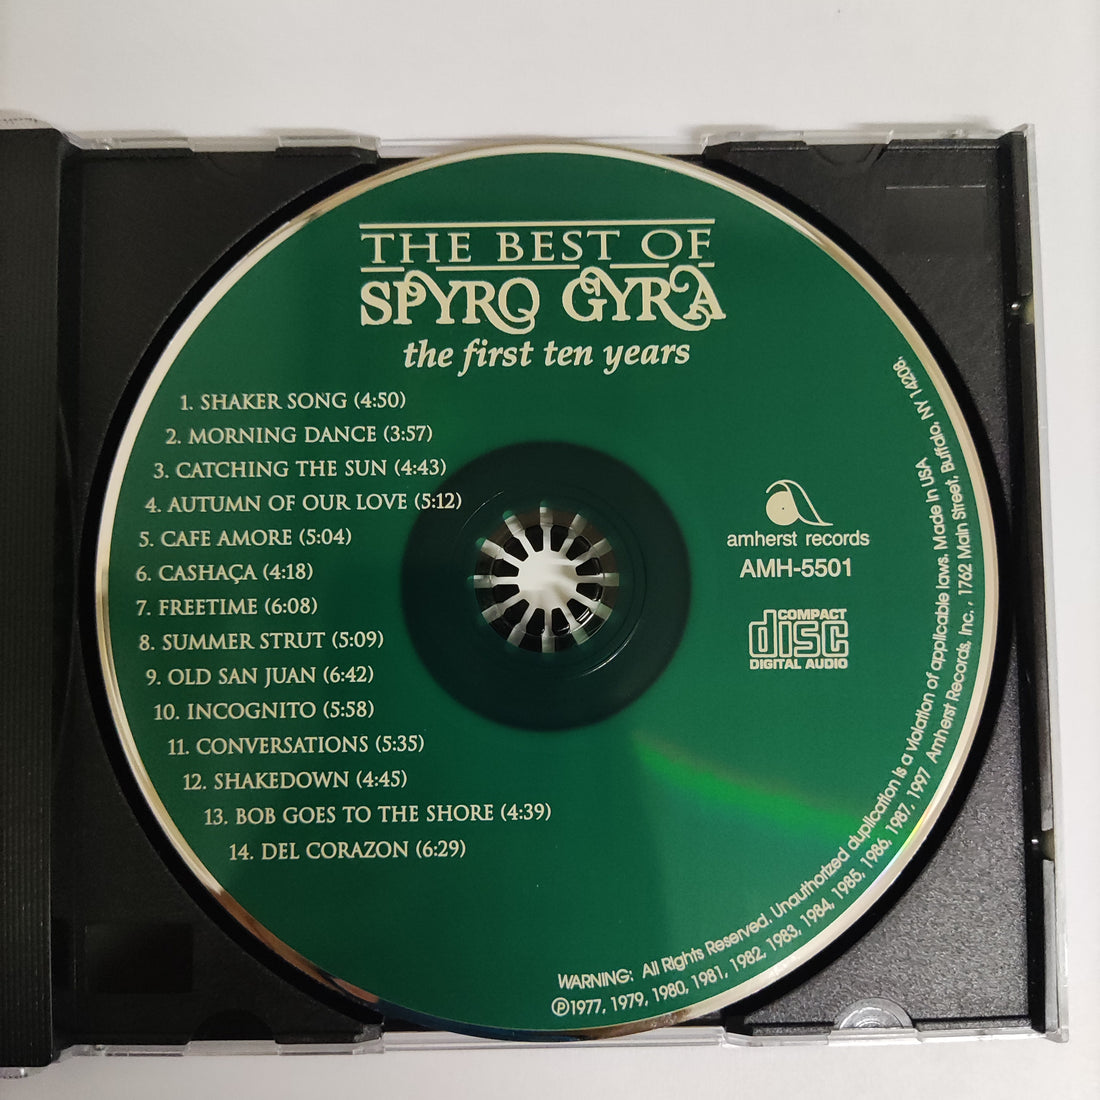 THE BEST OF
SPYRO GYRA
the first ten years
1. SHAKER SONG (4:50)
2. MORNING DANCE (3:57)
3. CATCHING THE SUN (4:43)
4. AUTUMN OF OUR LOVE (5:12)
5. CAFE AMORE (5:04)
6. CASHAÇA (4:18)
7. FREETIME (6:08)
8. SUMMER STRUT (5:09)
9. OLD SAN JUAN (6:42)
10. INCOGNITO (5:58)
11. CONVERSATIONS (5:35)
12. SHAKEDOWN (4:45)
13. BOB GOES TO THE SHORE (4:39)
14. DEL CORAZON (6:29)
amherst records
AMH-5501
COMPACT
disc
DIGITAL AUDIO
WARNING: All Rights Reserved. Unauthorized duplication is a violation of applicable laws. Made in USA
℗1977, 1979, 1980, 1981, 1982, 1983, 1984, 1985, 1986, 1987, 1997 Amherst Records, Inc., 1762 Main Street, Buffalo, NY 14208,